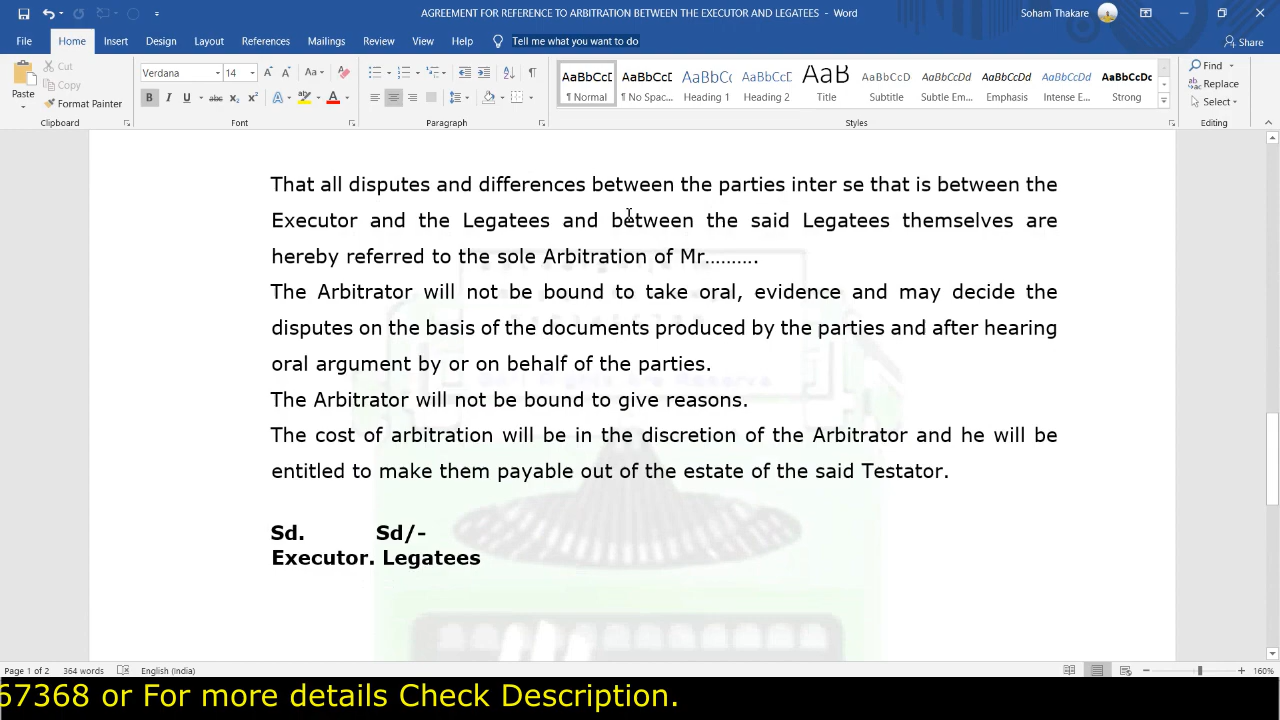 AGREEMENT FOR REFERENCE TO ARBITRATION BETWEEN THE EXECUTOR AND LEGATEES - Word
Soham Thakare
File Home Insert Design Layout References Mailings Review View Help Tell me what you want to do Share
Paste Cut Copy Format Painter
Verdana 14
AaBbCcD AaBbCcD AaBbCc AaBbCcD AaB AaBbCcD AaBbCcDd AaBbCcDd AaBbCcDd AaBbCcDc
¶ Normal ¶ No Spac... Heading 1 Heading 2 Title Subtitle Subtle Em... Emphasis Intense E... Strong
Find Replace Select
Clipboard Font Paragraph Styles Editing
That all disputes and differences between the parties inter se that is between the
Executor and the Legatees and between the said Legatees themselves are
hereby referred to the sole Arbitration of Mr..........
The Arbitrator will not be bound to take oral, evidence and may decide the
disputes on the basis of the documents produced by the parties and after hearing
oral argument by or on behalf of the parties.
The Arbitrator will not be bound to give reasons.
The cost of arbitration will be in the discretion of the Arbitrator and he will be
entitled to make them payable out of the estate of the said Testator.
Sd. Sd/-
Executor. Legatees
Page 1 of 2 364 words English (India) 160%
67368 or For more details Check Description.